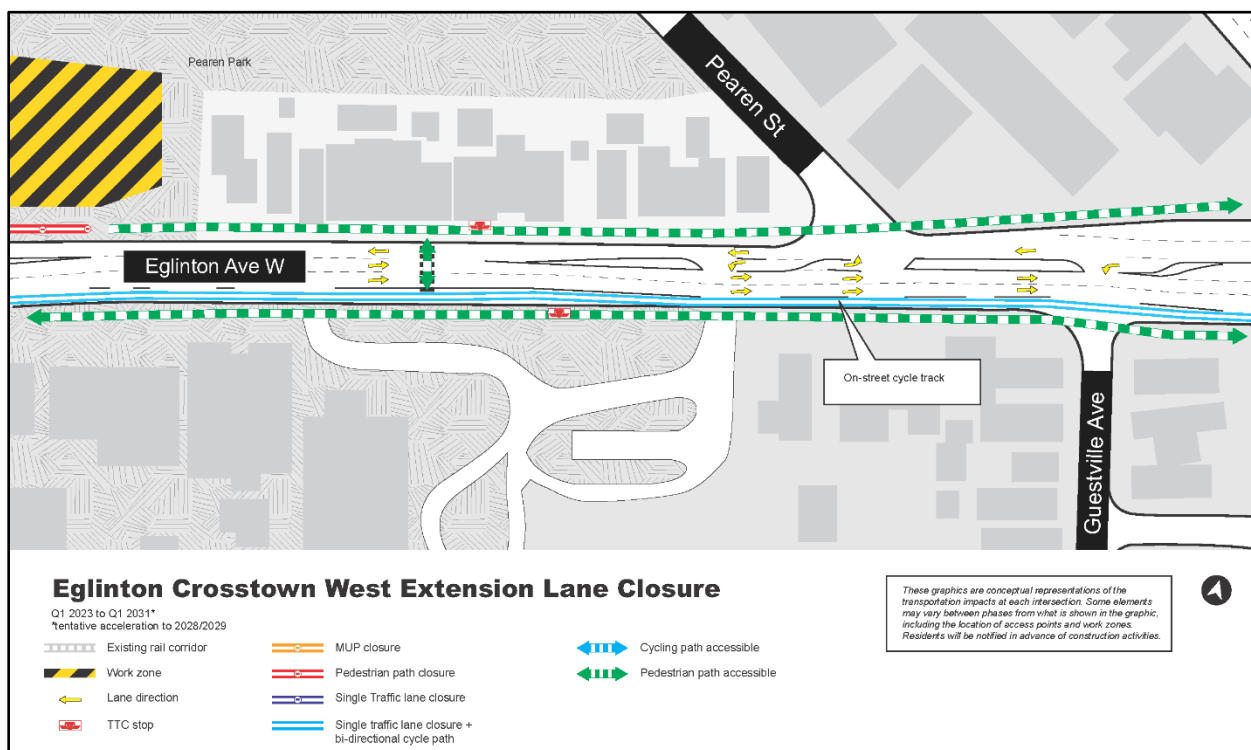 Pearen Park
Pearen St
Eglinton Ave W
On-street cycle track
Guestville Ave
Eglinton Crosstown West Extension Lane Closure
Q1 2023 to Q1 2031*
*tentative acceleration to 2028/2029
Existing rail corridor
Work zone
Lane direction
TTC stop
MUP closure
Pedestrian path closure
Single Traffic lane closure
Single traffic lane closure +
bi-directional cycle path
Cycling path accessible
Pedestrian path accessible
These graphics are conceptual representations of the
transportation impacts at each intersection. Some elements
may vary between phases from what is shown in the graphic,
including the location of access points and work zones.
Residents will be notified in advance of construction activities.